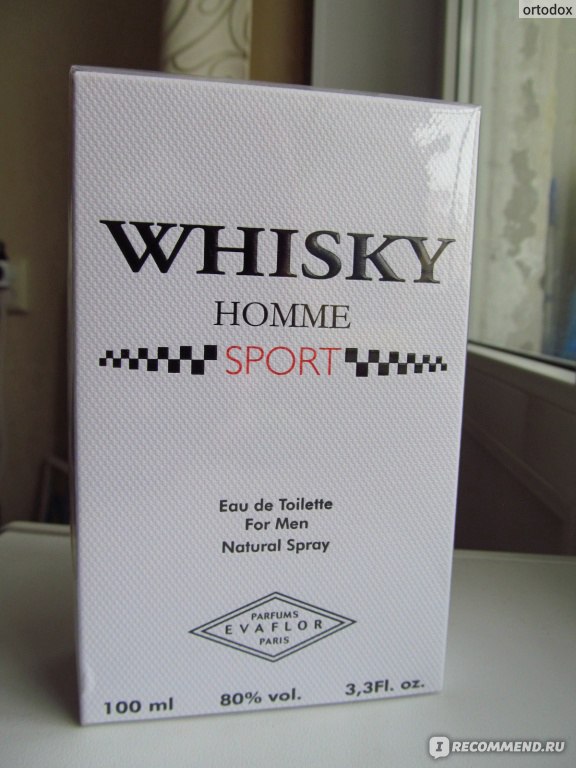 ortodox
WHISKY
HOMME
SPORT
Eau de Toilette
For Men
Natural Spray
PARFUMS
EVAFLOR
PARIS
100 ml 80% vol. 3,3Fl. oz.
I RECOMMEND.RU